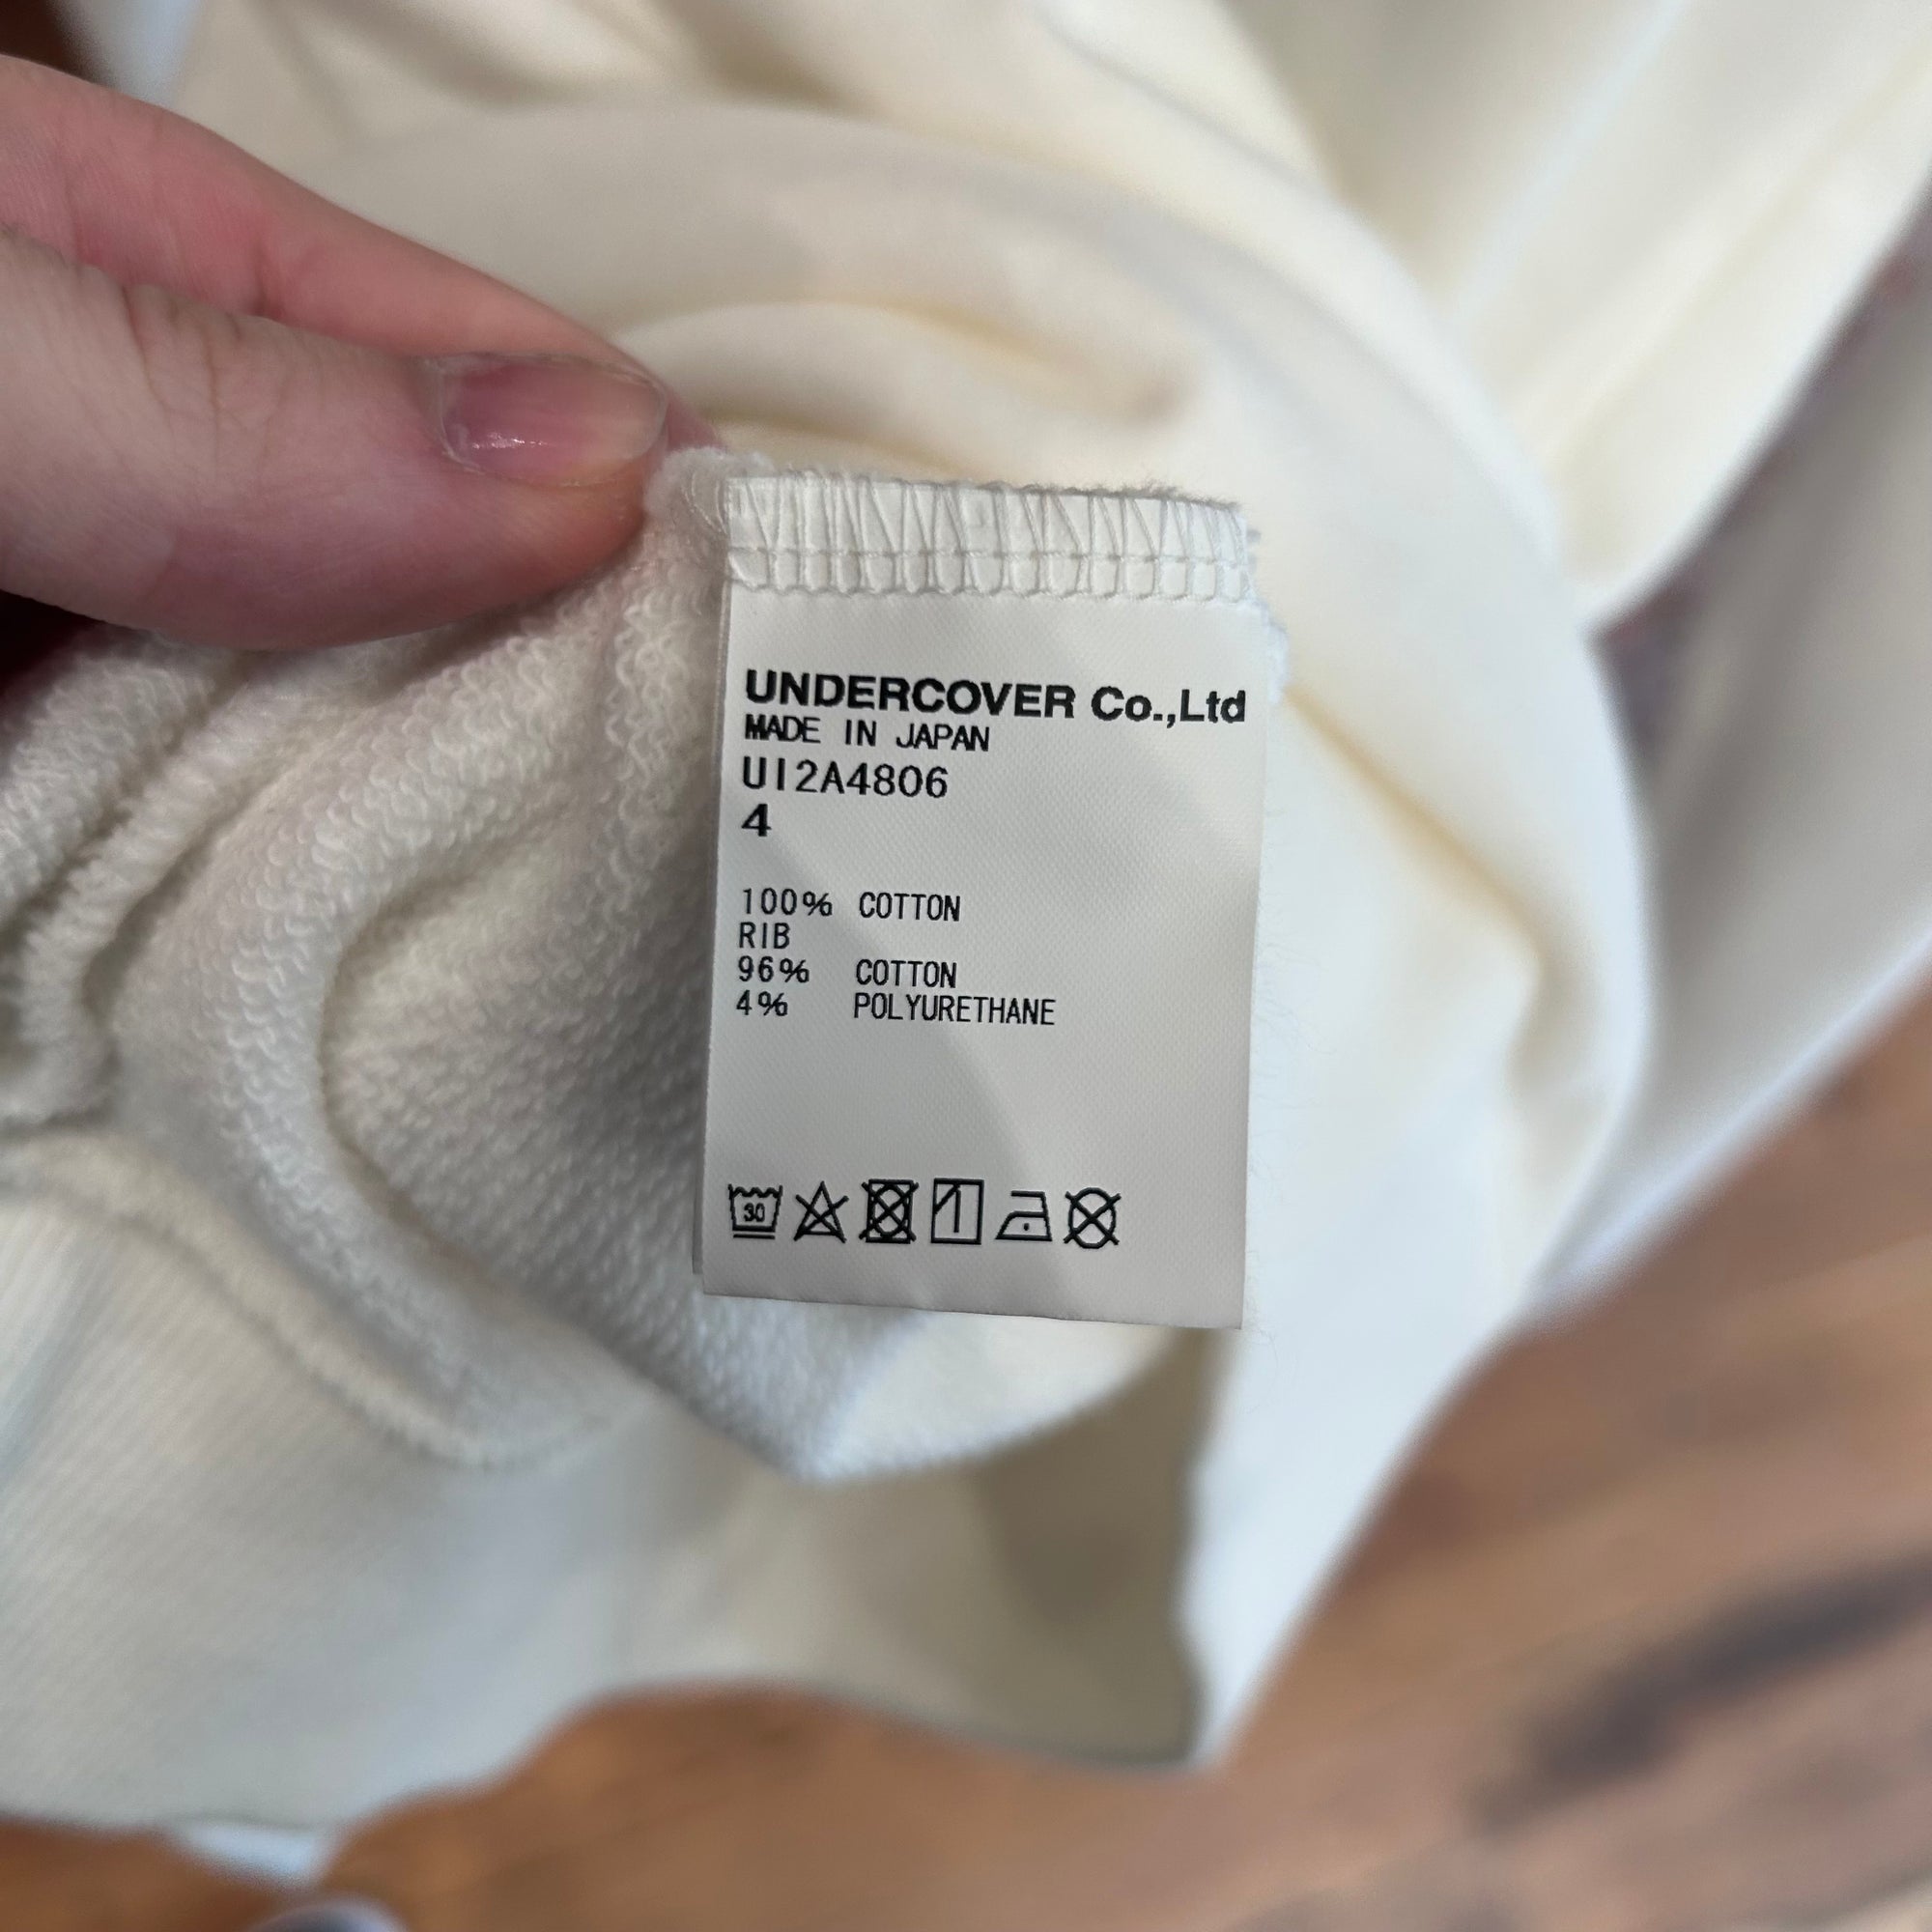 UNDERCOVER Co.,Ltd
MADE IN JAPAN
UI2A4806
4
100% COTTON
RIB
96% COTTON
4% POLYURETHANE
30